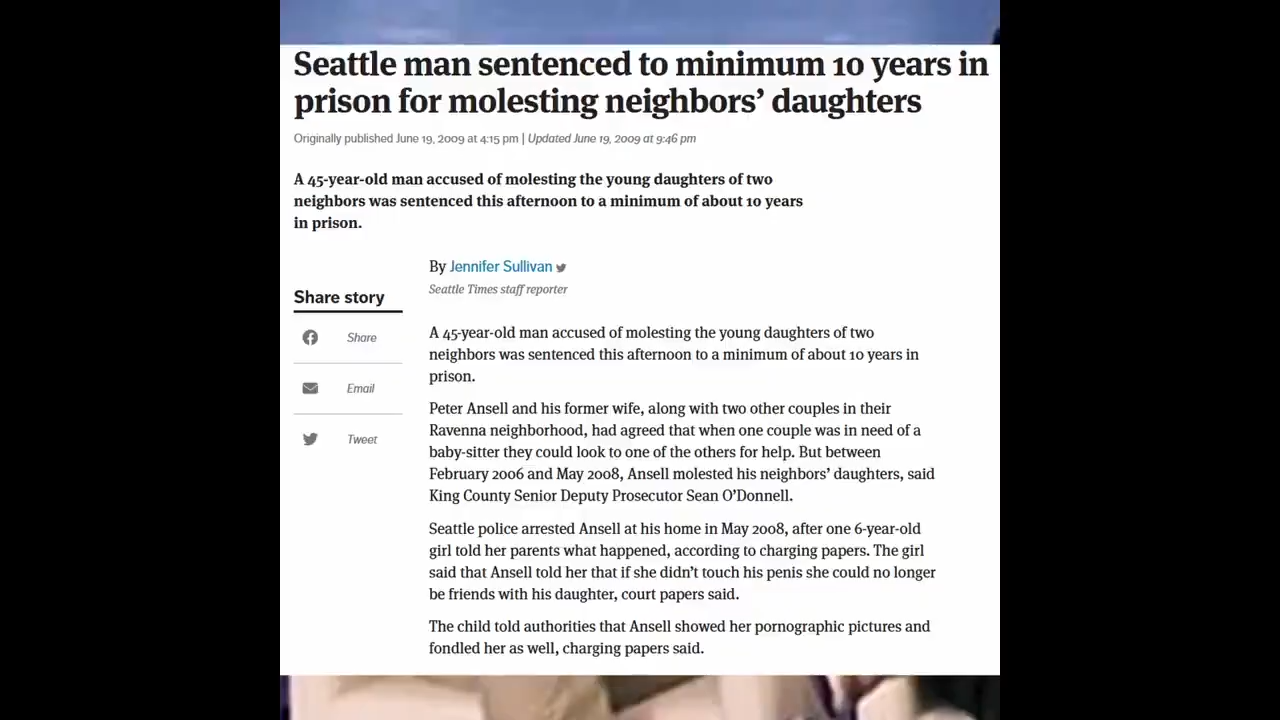 Seattle man sentenced to minimum 10 years in
prison for molesting neighbors’ daughters
Originally published June 19, 2009 at 4:15 pm | Updated June 19, 2009 at 9:46 pm
A 45-year-old man accused of molesting the young daughters of two
neighbors was sentenced this afternoon to a minimum of about 10 years
in prison.
By Jennifer Sullivan
Seattle Times staff reporter
Share story
Share
Email
Tweet
A 45-year-old man accused of molesting the young daughters of two
neighbors was sentenced this afternoon to a minimum of about 10 years in
prison.
Peter Ansell and his former wife, along with two other couples in their
Ravenna neighborhood, had agreed that when one couple was in need of a
baby-sitter they could look to one of the others for help. But between
February 2006 and May 2008, Ansell molested his neighbors’ daughters, said
King County Senior Deputy Prosecutor Sean O’Donnell.
Seattle police arrested Ansell at his home in May 2008, after one 6-year-old
girl told her parents what happened, according to charging papers. The girl
said that Ansell told her that if she didn’t touch his penis she could no longer
be friends with his daughter, court papers said.
The child told authorities that Ansell showed her pornographic pictures and
fondled her as well, charging papers said.